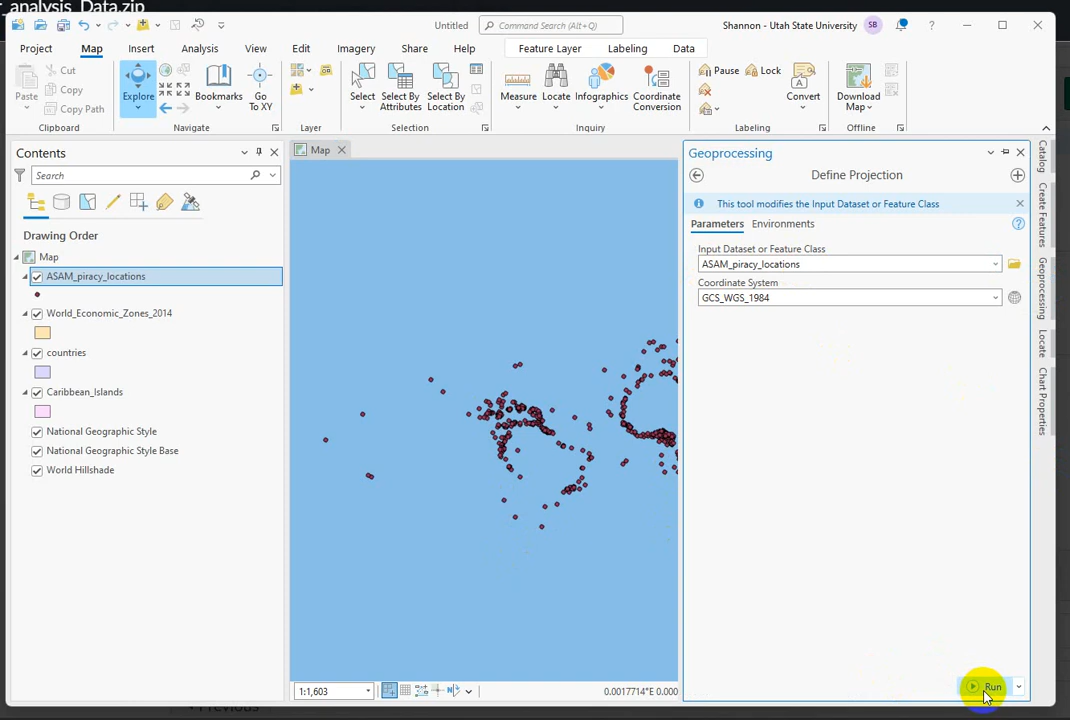 t_analysis_Data.zip
Untitled
Command Search (Alt+Q)
Shannon - Utah State University
SB
?
Project
Map
Insert
Analysis
View
Edit
Imagery
Share
Help
Feature Layer
Labeling
Data
Paste
Cut
Copy
Copy Path
Clipboard
Explore
Bookmarks
Go
To XY
Navigate
Layer
Select
Select By
Attributes
Select By
Location
Selection
Measure
Locate
Infographics
Coordinate
Conversion
Inquiry
Pause
Lock
Convert
Labeling
Download
Map
Offline
Contents
Search
Drawing Order
Map
ASAM_piracy_locations
World_Economic_Zones_2014
countries
Caribbean_Islands
National Geographic Style
National Geographic Style Base
World Hillshade
Map
1:1,603
0.0017714°E 0.000
Geoprocessing
Define Projection
This tool modifies the Input Dataset or Feature Class
Parameters
Environments
?
Input Dataset or Feature Class
ASAM_piracy_locations
Coordinate System
GCS_WGS_1984
Run
Catalog
Create Features
Geoprocessing
Locate
Chart Properties